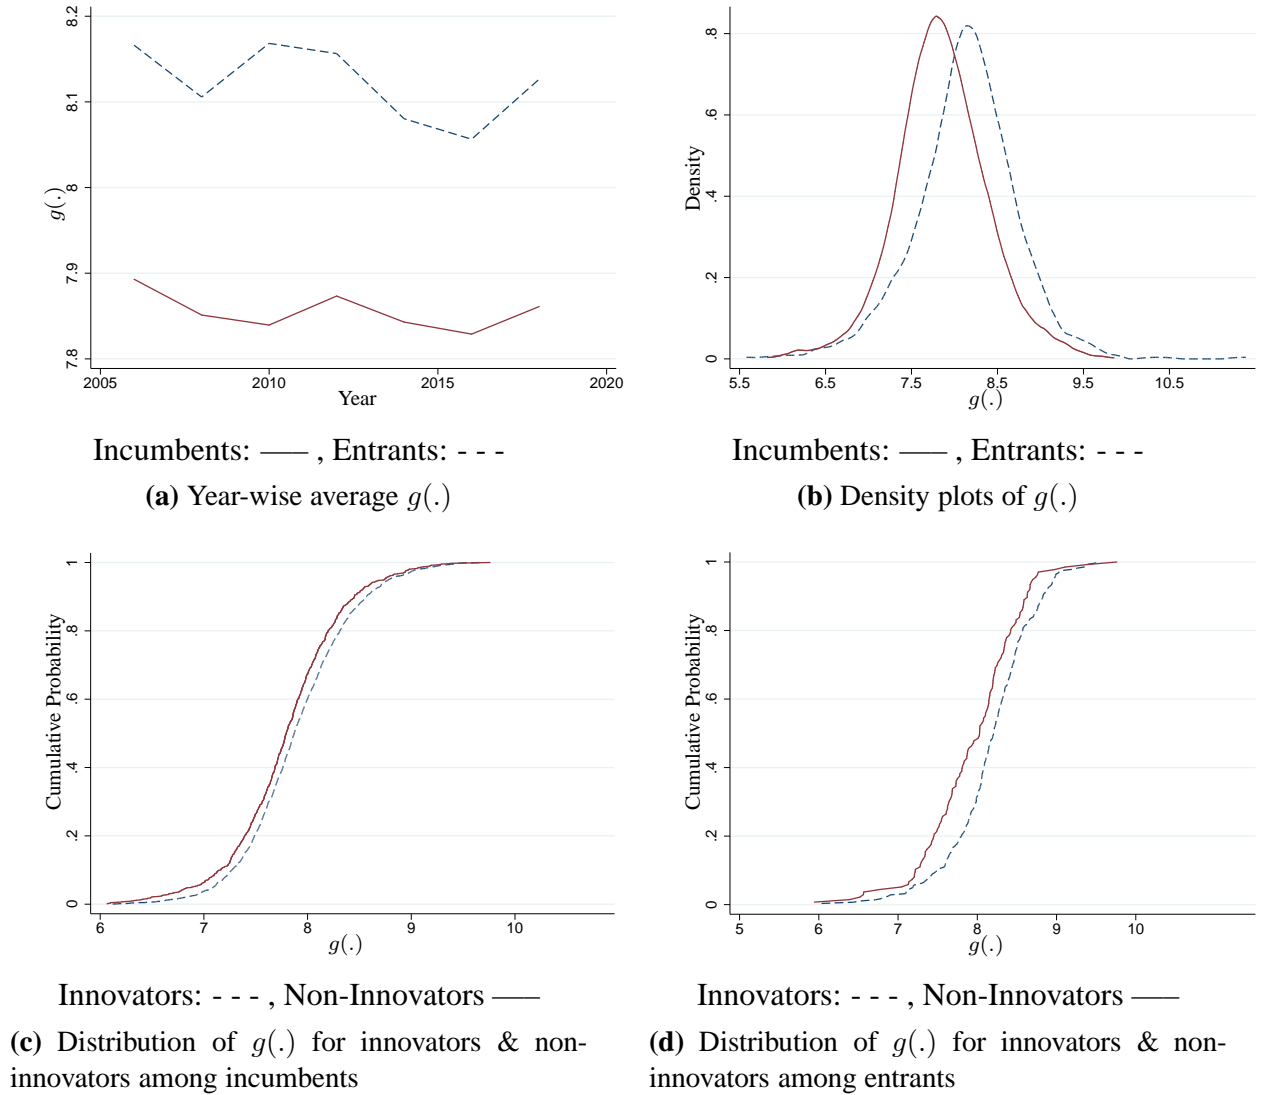 8.2
8.1
8
7.9
7.8
g(.)
2005 2010 2015 2020
Year
Incumbents: —– , Entrants: - - -
(a) Year-wise average g(.)
.8
.6
.4
.2
0
Density
5.5 6.5 7.5 8.5 9.5 10.5
g(.)
Incumbents: —– , Entrants: - - -
(b) Density plots of g(.)
1
.8
.6
.4
.2
0
Cumulative Probability
6 7 8 9 10
g(.)
Innovators: - - - , Non-Innovators —–
(c) Distribution of g(.) for innovators & non-
innovators among incumbents
1
.8
.6
.4
.2
0
Cumulative Probability
5 6 7 8 9 10
g(.)
Innovators: - - - , Non-Innovators —–
(d) Distribution of g(.) for innovators & non-
innovators among entrants